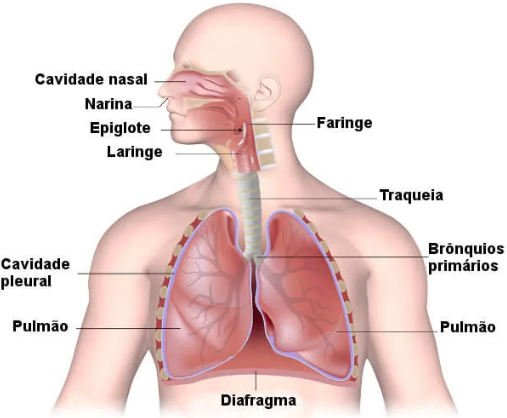 Cavidade nasal
Narina
Epiglote
Laringe
Faringe
Traqueia
Brônquios
primários
Cavidade
pleural
Pulmão
Pulmão
Diafragma